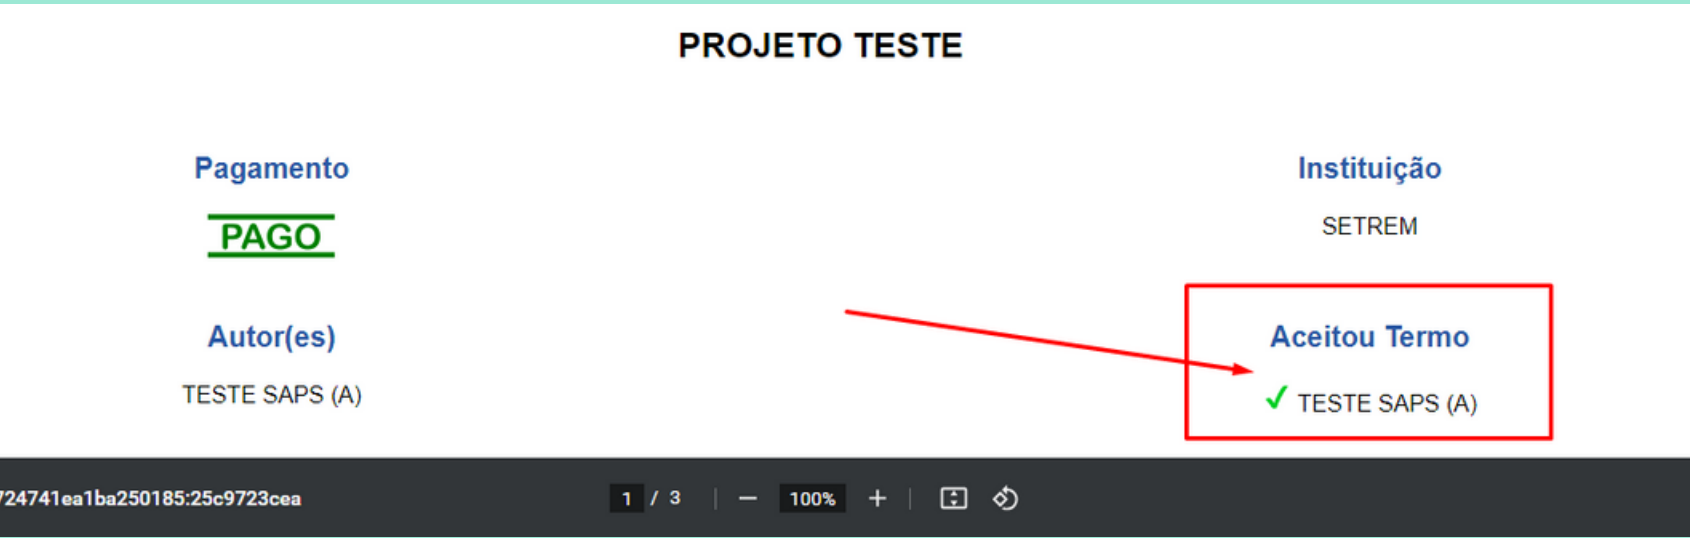 PROJETO TESTE
Pagamento
Instituição
PAGO
SETREM
Autor(es)
Aceitou Termo
TESTE SAPS (A)
✓ TESTE SAPS (A)
724741ea1ba250185:25c9723cea
1 / 3 | − 100% + |